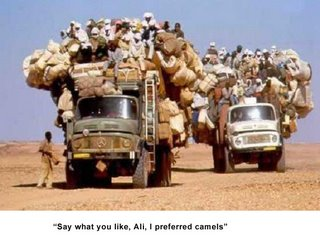 “Say what you like, Ali, I preferred camels”